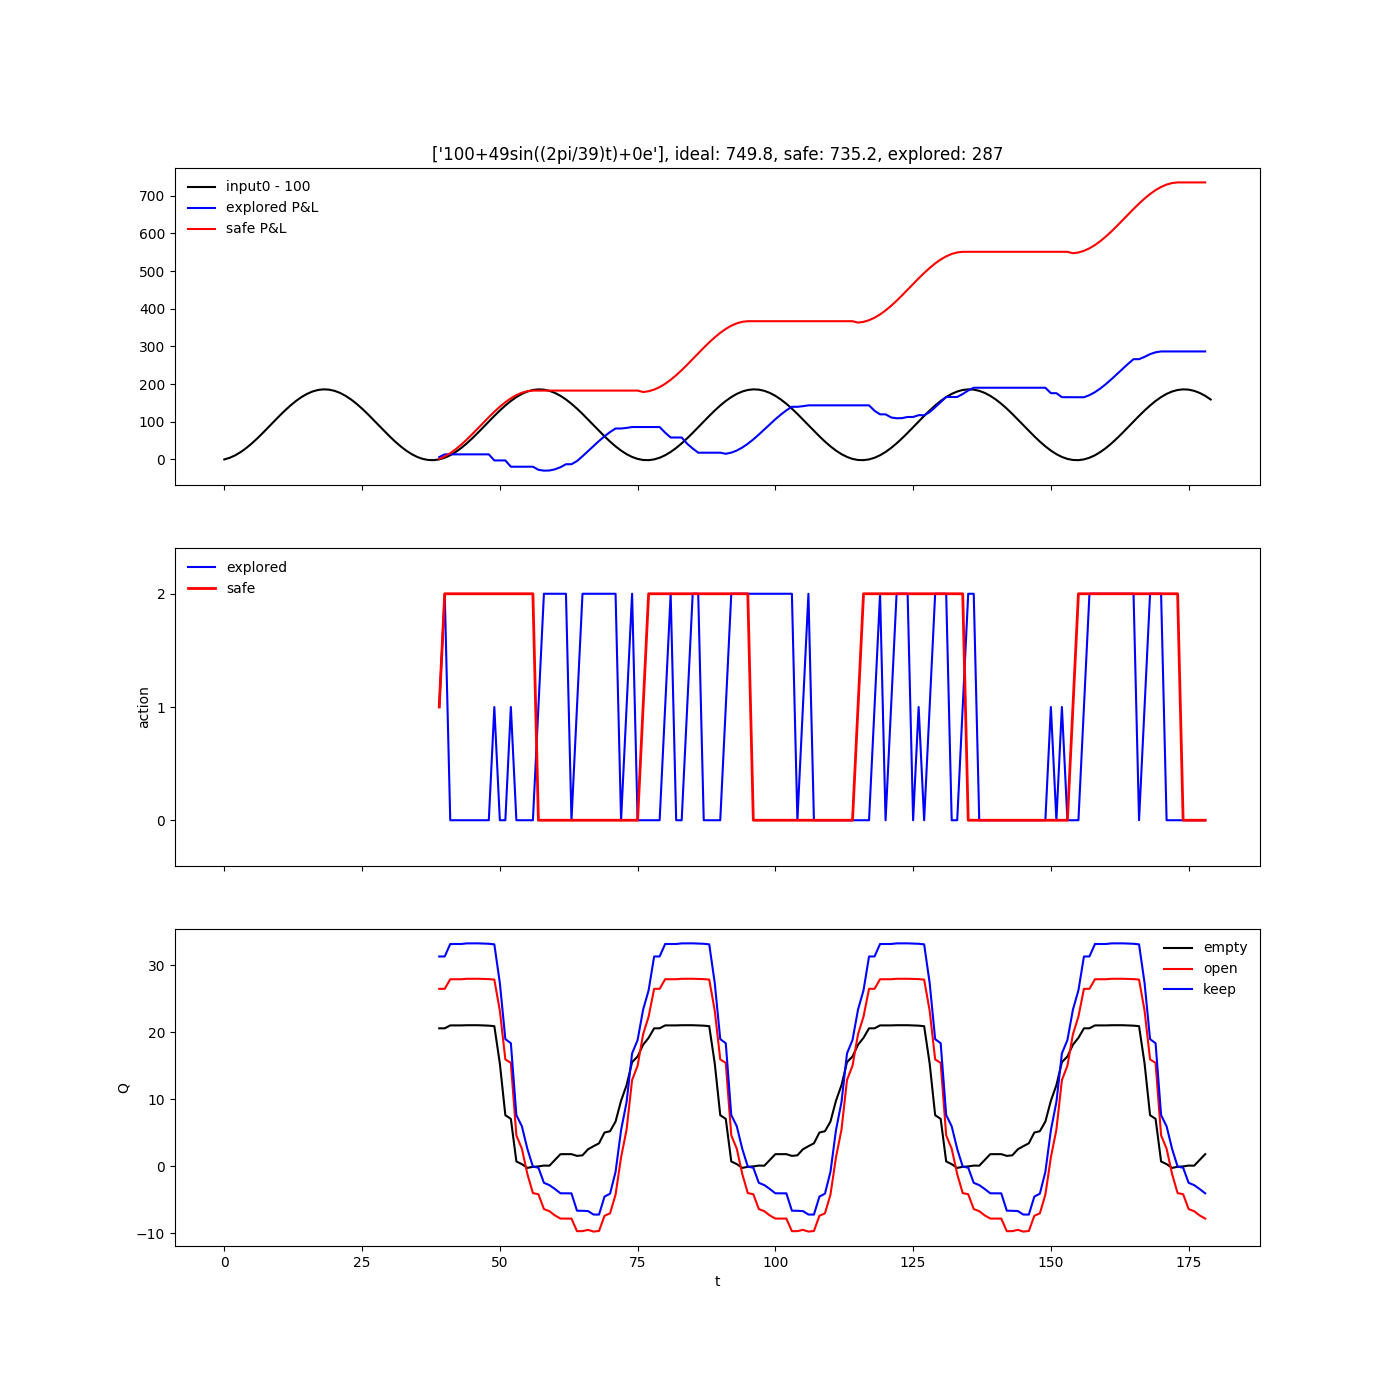 ['100+49sin((2pi/39)t)+0e'], ideal: 749.8, safe: 735.2, explored: 287
input0 - 100
explored P&L
safe P&L
700
600
500
400
300
200
100
0
explored
safe
2
1
0
action
empty
open
keep
30
20
10
0
−10
Q
0 25 50 75 100 125 150 175
t